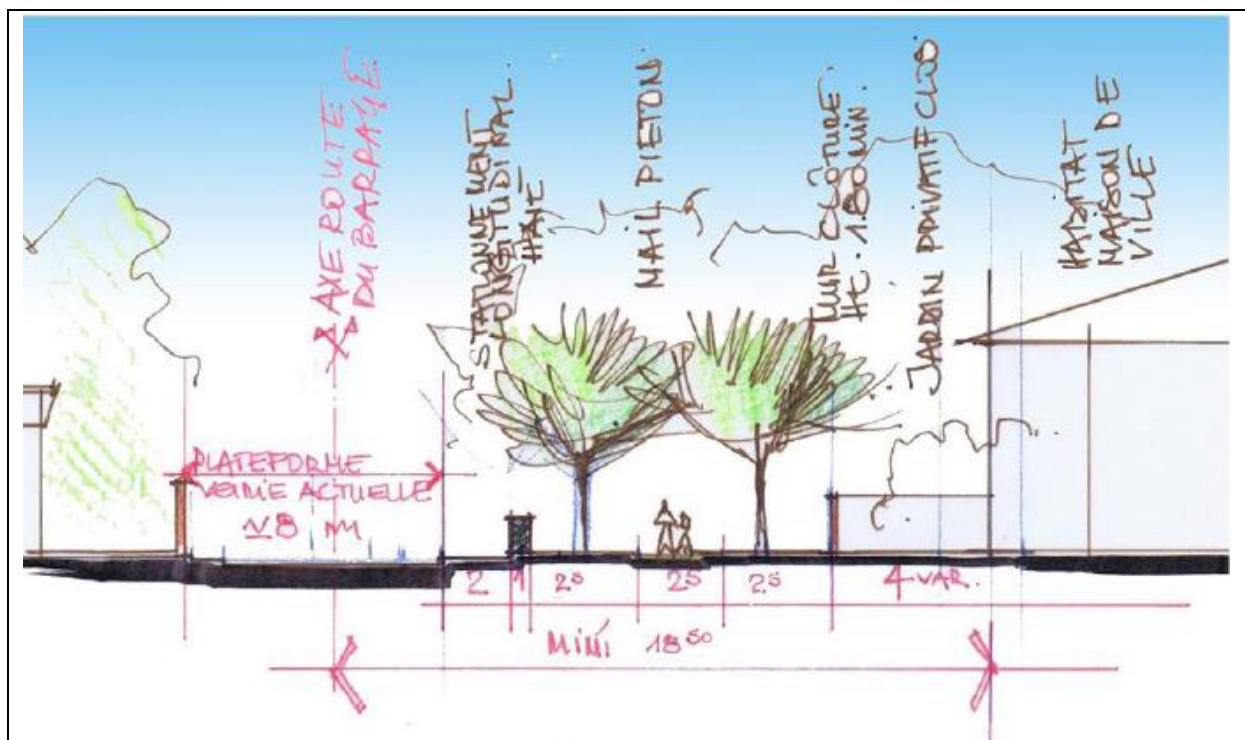 AXE ROUTE
DU BARRAGE
STATIONNEMENT
LONGITUDINAL.
HAIE
MAIL PIETON.
MUR CLÔTURE.
Ht. 1.80 MIN.
JARDIN PRIVATIF CLOS
HABITAT
MAISON DE
VILLE
PLATEFORME
VOIRIE ACTUELLE
8 m
2 1 2⁵ 2⁵ 2⁵ 4 VAR.
MINI 18⁵⁰